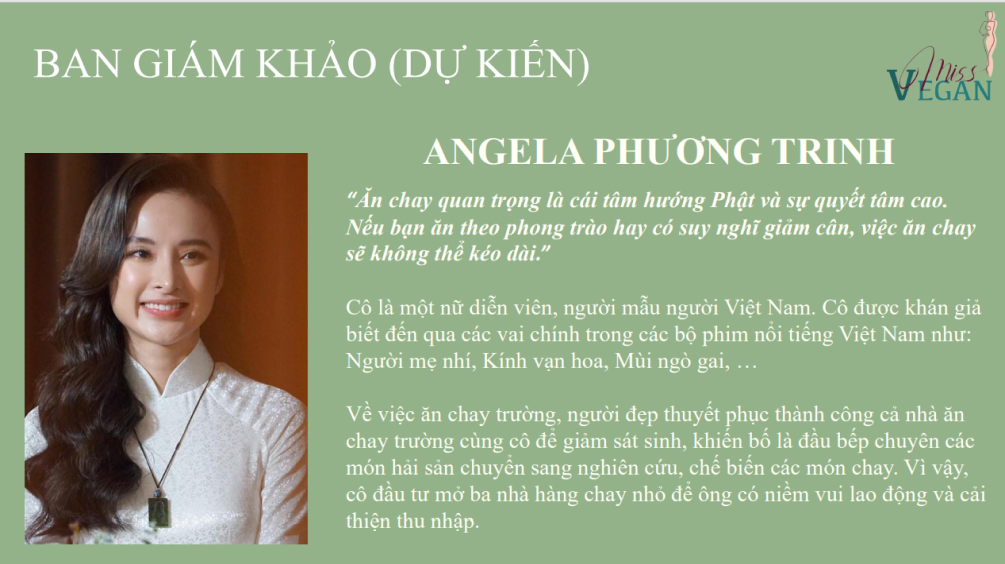 BAN GIÁM KHẢO (DỰ KIẾN)
Miss
VEGAN
ANGELA PHƯƠNG TRINH
“Ăn chay quan trọng là cái tâm hướng Phật và sự quyết tâm cao.
Nếu bạn ăn theo phong trào hay có suy nghĩ giảm cân, việc ăn chay
sẽ không thể kéo dài.”
Cô là một nữ diễn viên, người mẫu người Việt Nam. Cô được khán giả
biết đến qua các vai chính trong các bộ phim nổi tiếng Việt Nam như:
Người mẹ nhí, Kính vạn hoa, Mùi ngò gai, …
Về việc ăn chay trường, người đẹp thuyết phục thành công cả nhà ăn
chay trường cùng cô để giảm sát sinh, khiến bố là đầu bếp chuyên các
món hải sản chuyển sang nghiên cứu, chế biến các món chay. Vì vậy,
cô đầu tư mở ba nhà hàng chay nhỏ để ông có niềm vui lao động và cải
thiện thu nhập.